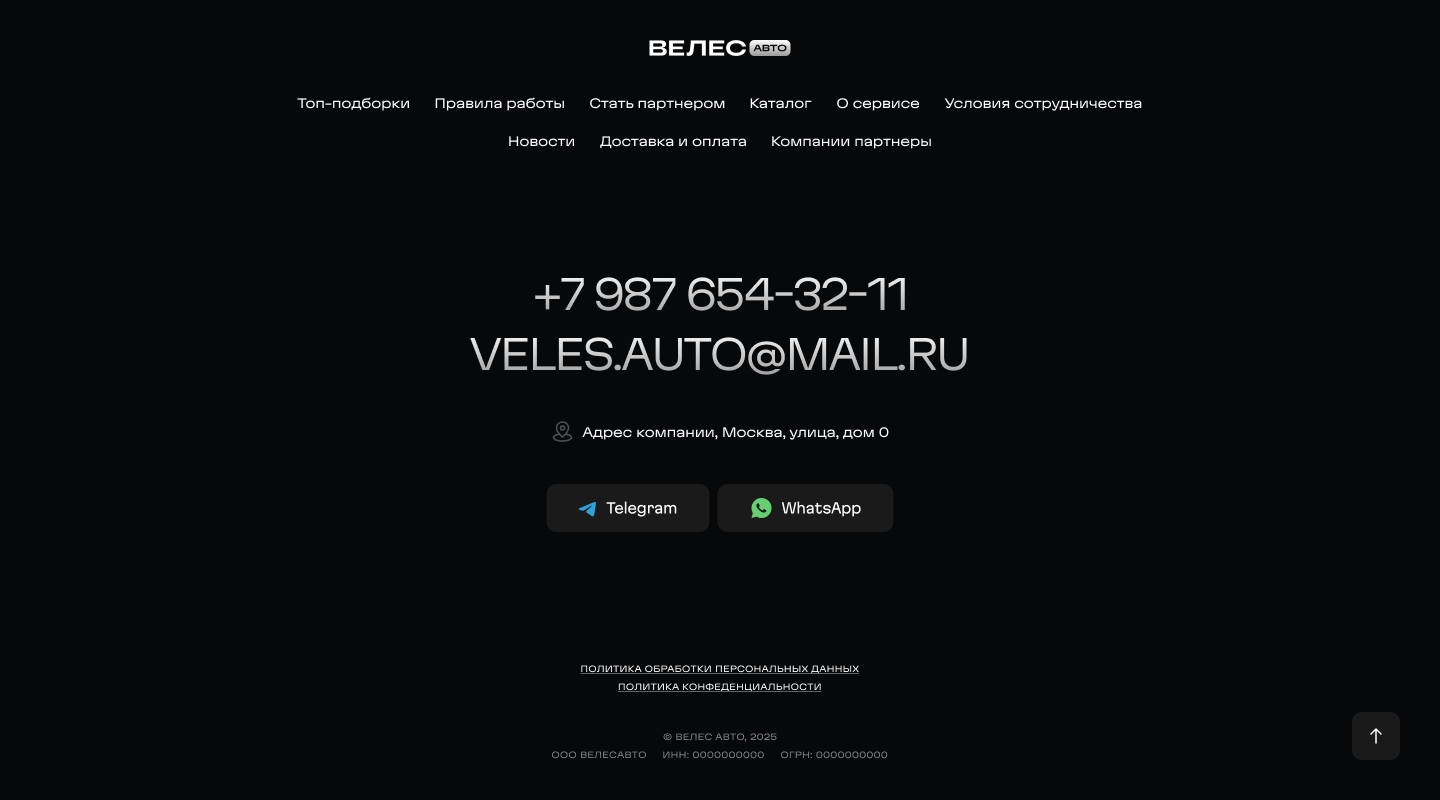 ВЕЛЕС АВТО
Топ-подборки Правила работы Стать партнером Каталог О сервисе Условия сотрудничества
Новости Доставка и оплата Компании партнеры
+7 987 654-32-11
VELES.AUTO@MAIL.RU
Адрес компании, Москва, улица, дом 0
Telegram WhatsApp
ПОЛИТИКА ОБРАБОТКИ ПЕРСОНАЛЬНЫХ ДАННЫХ
ПОЛИТИКА КОНФЕДЕНЦИАЛЬНОСТИ
© ВЕЛЕС АВТО, 2025
ООО ВЕЛЕСАВТО ИНН: 0000000000 ОГРН: 0000000000